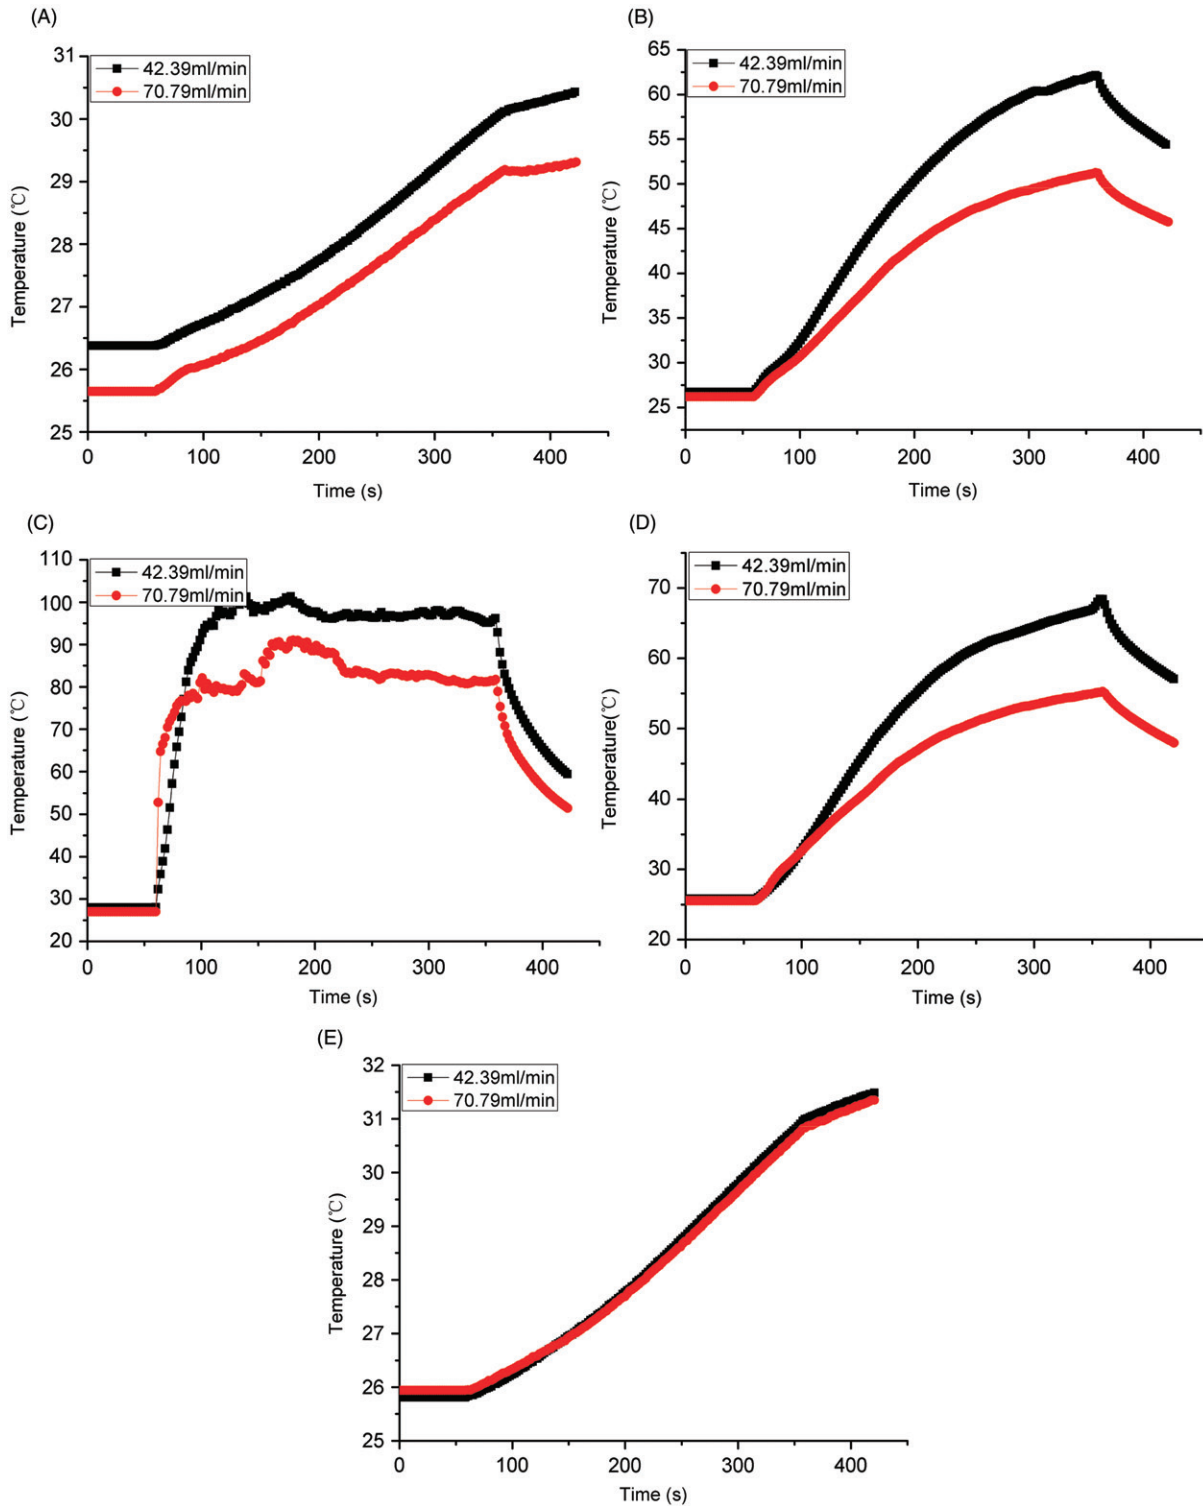 (A)
42.39ml/min
70.79ml/min
31
30
29
28
27
26
25
Temperature (℃)
0 100 200 300 400
Time (s)
(B)
42.39ml/min
70.79ml/min
65
60
55
50
45
40
35
30
25
Temperature (℃)
0 100 200 300 400
Time (s)
(C)
42.39ml/min
70.79ml/min
110
100
90
80
70
60
50
40
30
20
Temperature (℃)
0 100 200 300 400
Time (s)
(D)
42.39ml/min
70.79ml/min
70
60
50
40
30
20
Temperature(℃)
0 100 200 300 400
Time (s)
(E)
42.39ml/min
70.79ml/min
32
31
30
29
28
27
26
25
Temperature (℃)
0 100 200 300 400
Time (s)